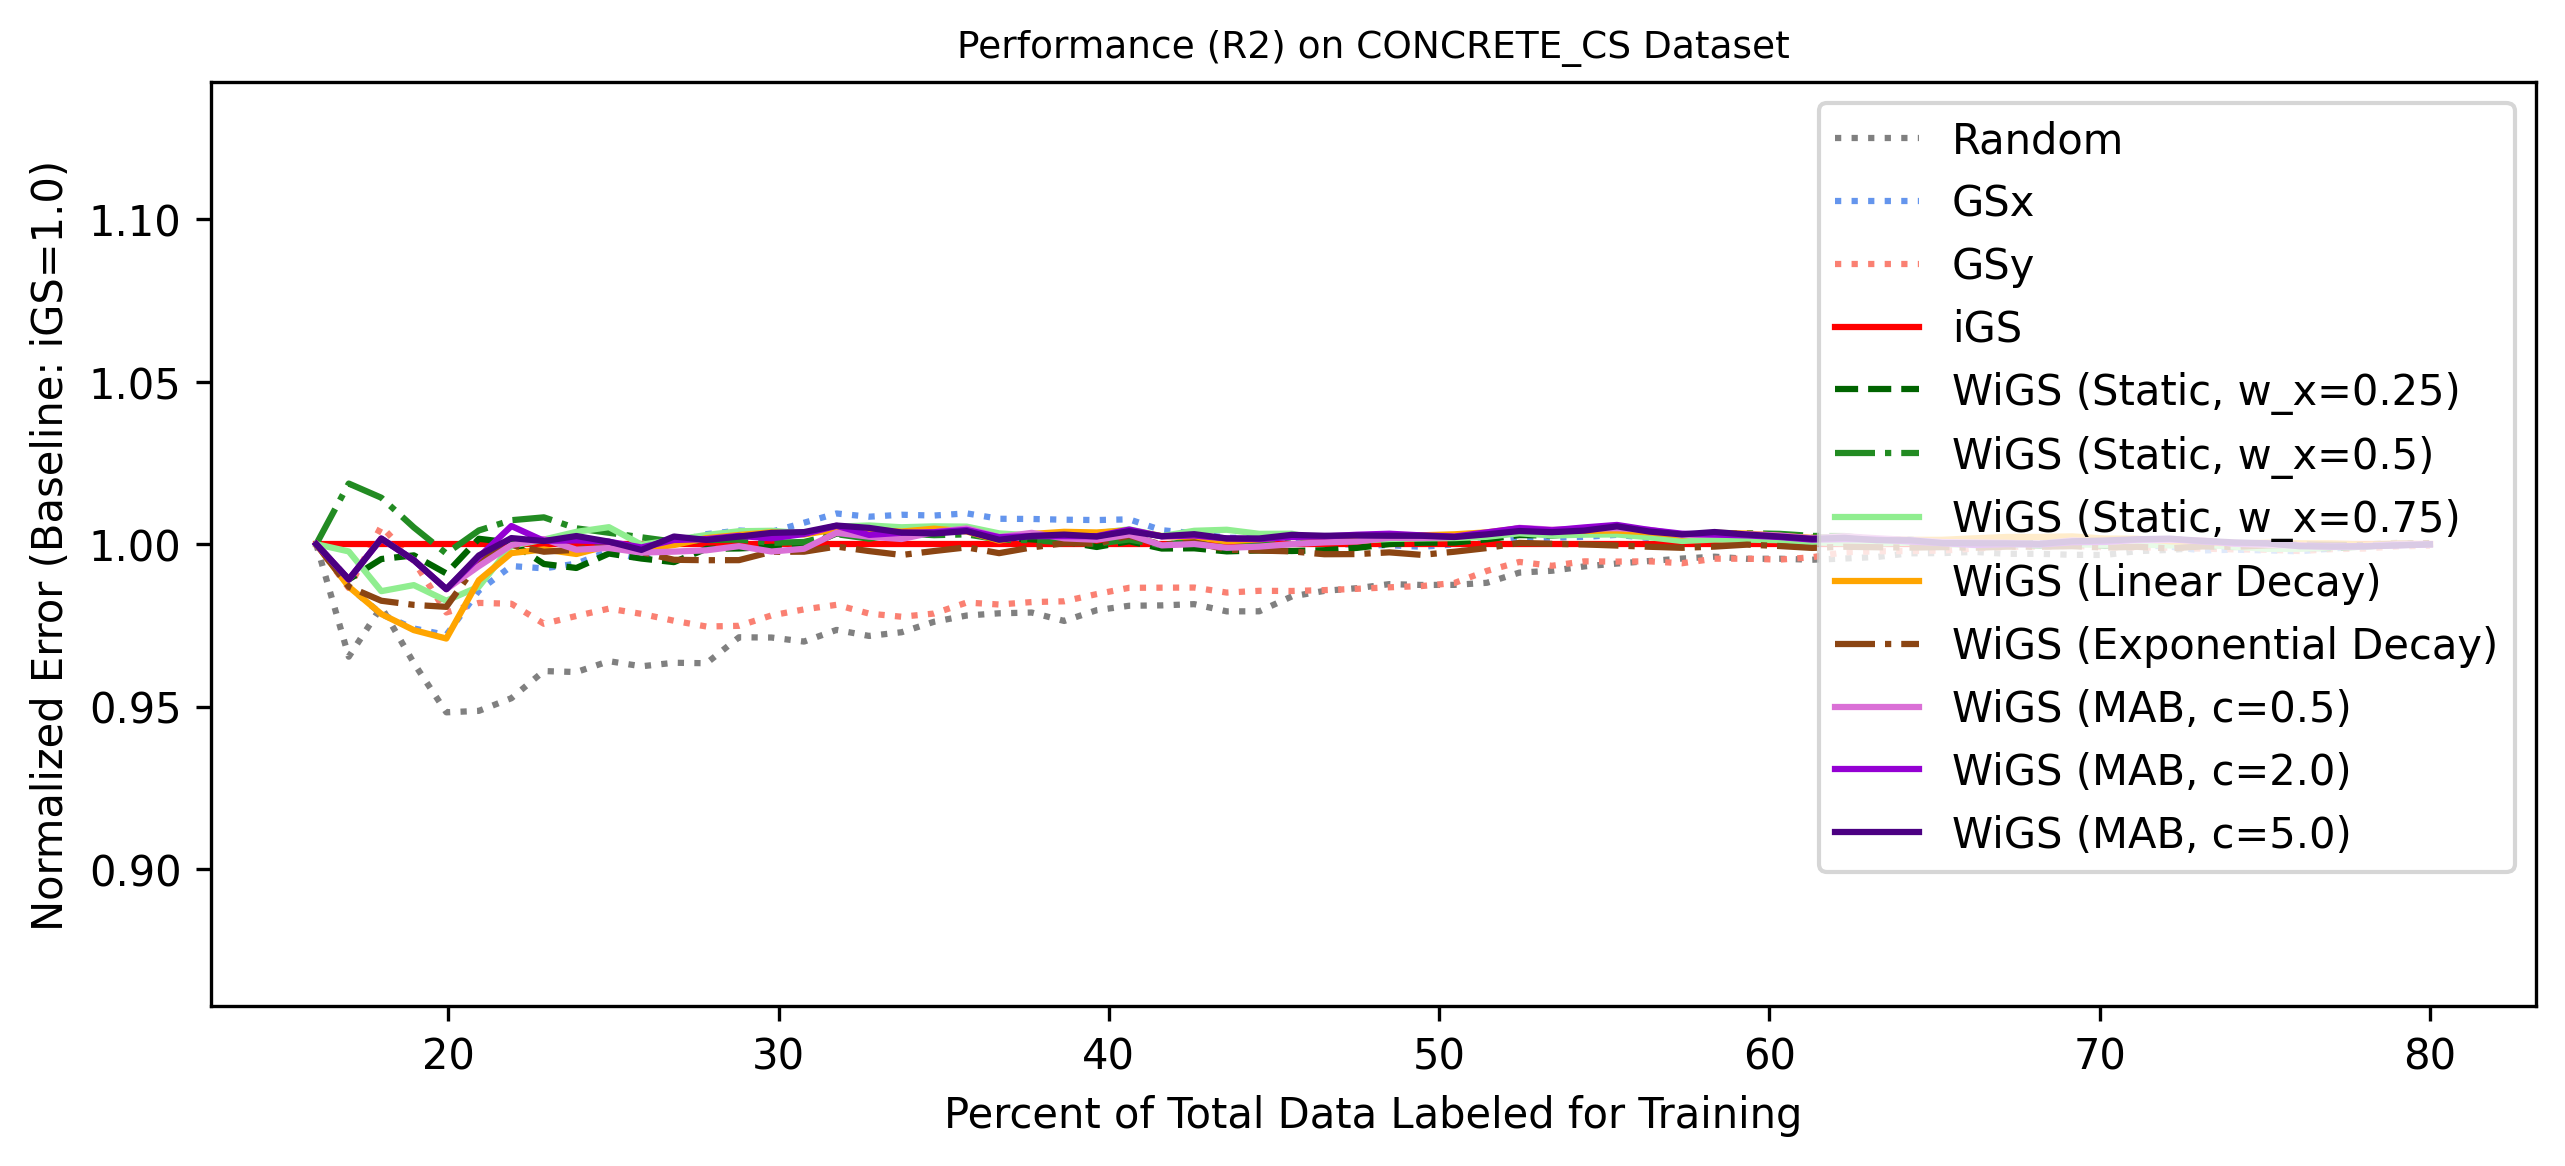 Performance (R2) on CONCRETE_CS Dataset
Normalized Error (Baseline: iGS=1.0)
1.10
1.05
1.00
0.95
0.90
Random
GSx
GSy
iGS
WiGS (Static, w_x=0.25)
WiGS (Static, w_x=0.5)
WiGS (Static, w_x=0.75)
WiGS (Linear Decay)
WiGS (Exponential Decay)
WiGS (MAB, c=0.5)
WiGS (MAB, c=2.0)
WiGS (MAB, c=5.0)
20 30 40 50 60 70 80
Percent of Total Data Labeled for Training